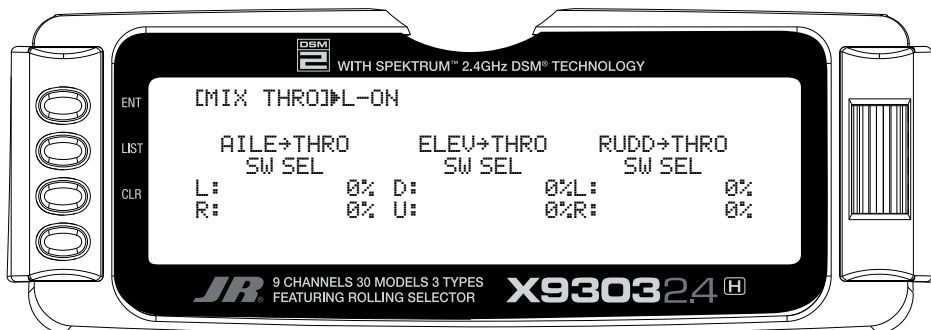 DSM
2
WITH SPEKTRUM™ 2.4GHz DSM® TECHNOLOGY
ENT
LIST
CLR
[MIX THRO]▶L-ON
AILE→THRO ELEV→THRO RUDD→THRO
SW SEL SW SEL SW SEL
L: 0% D: 0%L: 0%
R: 0% U: 0%R: 0%
JR® 9 CHANNELS 30 MODELS 3 TYPES
FEATURING ROLLING SELECTOR
X9303 2.4 H